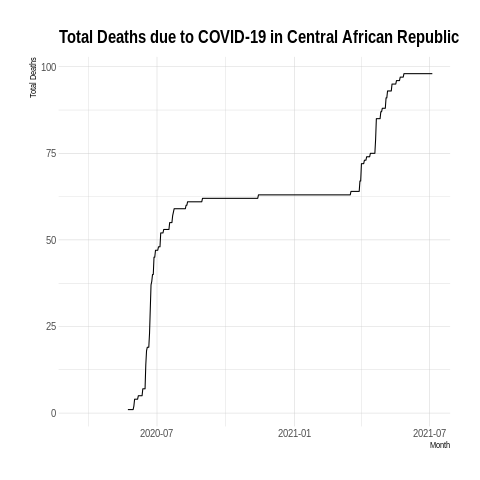 Total Deaths due to COVID-19 in Central African Republic
Total Deaths
100
75
50
25
0
2020-07
2021-01
2021-07
Month